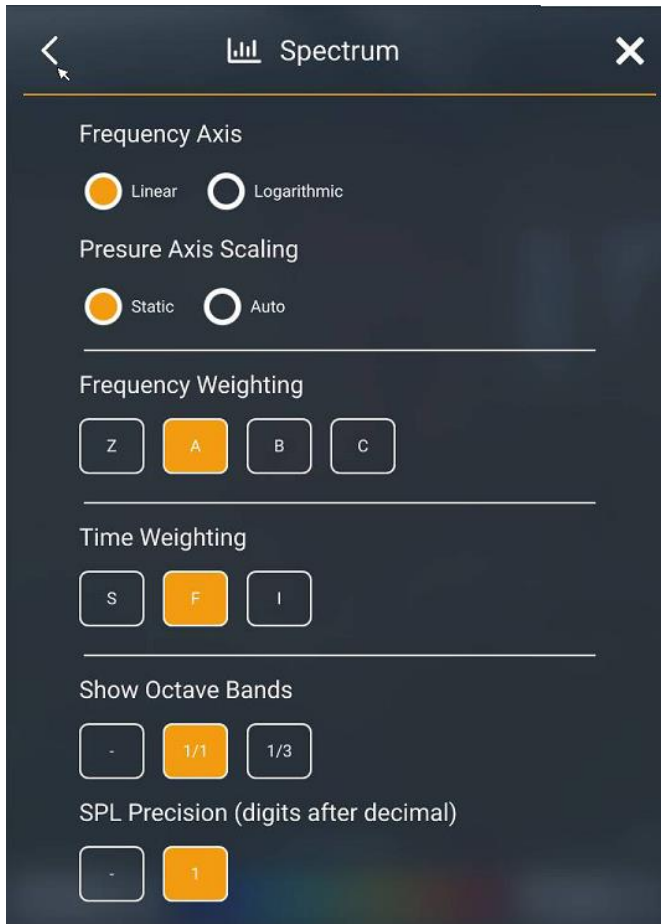 Spectrum
Frequency Axis
Linear Logarithmic
Presure Axis Scaling
Static Auto
Frequency Weighting
Z A B C
Time Weighting
S F I
Show Octave Bands
- 1/1 1/3
SPL Precision (digits after decimal)
- 1